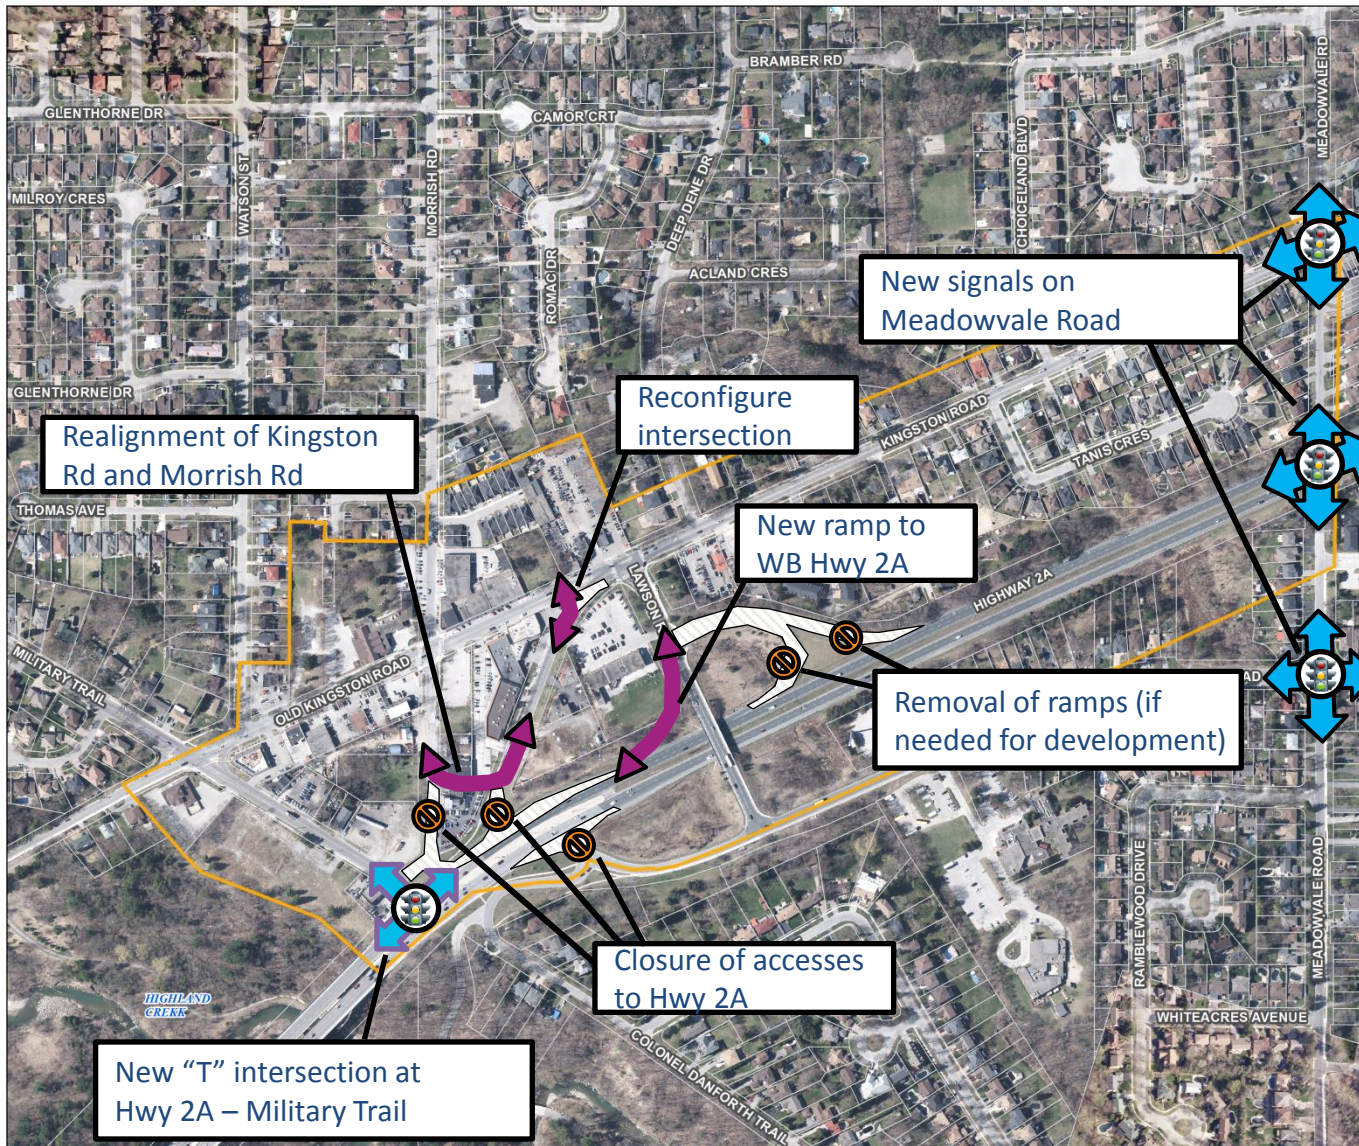 BRAMBER RD
GLENTHORNE DR
CAMOR CRT
MEADOWVALE RD
WATSON ST
MORRISH RD
DEEP DENE DR
CHOICELAND BLVD
MILROY CRES
ROMAC DR
ACLAND CRES
New signals on
Meadowvale Road
GLENTHORNE DR
Reconfigure
intersection
Realignment of Kingston
Rd and Morrish Rd
KINGSTON ROAD
TANIS CRES
THOMAS AVE
New ramp to
WB Hwy 2A
LAWSON
HIGHWAY 2A
MILITARY TRAIL
OLD KINGSTON ROAD
AD
Removal of ramps (if
needed for development)
RAMBLEWOOD DRIVE
MEADOWVALE ROAD
Closure of accesses
to Hwy 2A
HIGHLAND
CREKK
WHITEACRES AVENUE
COLONEL DANFORTH TRAIL
New “T” intersection at
Hwy 2A – Military Trail